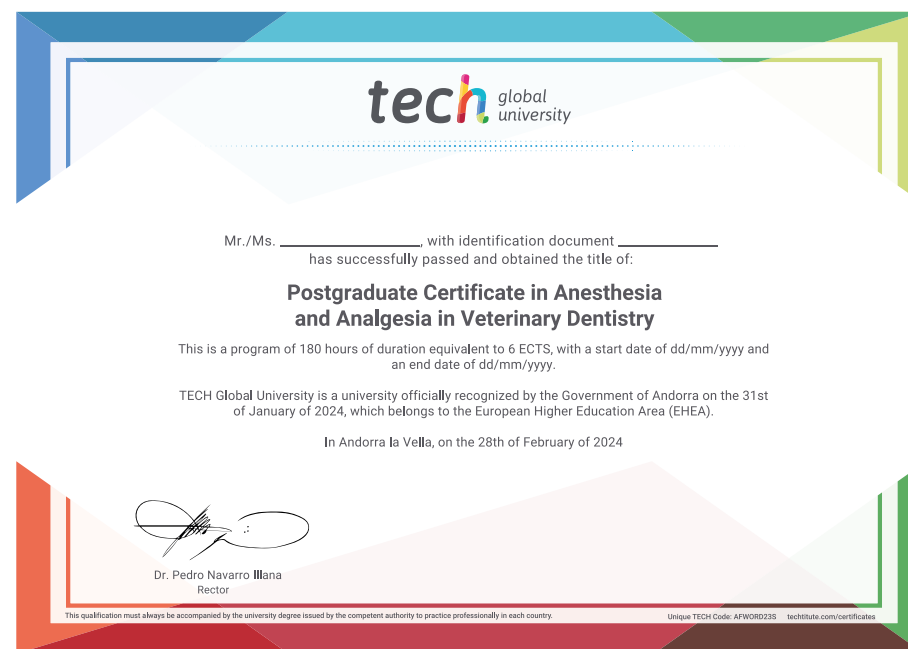 tech global
university
Mr./Ms. ____________, with identification document ____________
has successfully passed and obtained the title of:
Postgraduate Certificate in Anesthesia
and Analgesia in Veterinary Dentistry
This is a program of 180 hours of duration equivalent to 6 ECTS, with a start date of dd/mm/yyyy and
an end date of dd/mm/yyyy.
TECH Global University is a university officially recognized by the Government of Andorra on the 31st
of January of 2024, which belongs to the European Higher Education Area (EHEA).
In Andorra la Vella, on the 28th of February of 2024
Dr. Pedro Navarro Illana
Rector
This qualification must always be accompanied by the university degree issued by the competent authority to practice professionally in each country.
Unique TECH Code: AFWORD23S techtitute.com/certificates